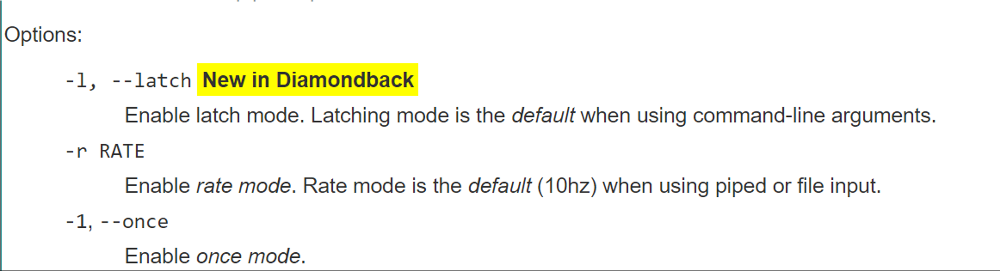 Options:
-l, --latch New in Diamondback
Enable latch mode. Latching mode is the default when using command-line arguments.
-r RATE
Enable rate mode. Rate mode is the default (10hz) when using piped or file input.
-1, --once
Enable once mode.